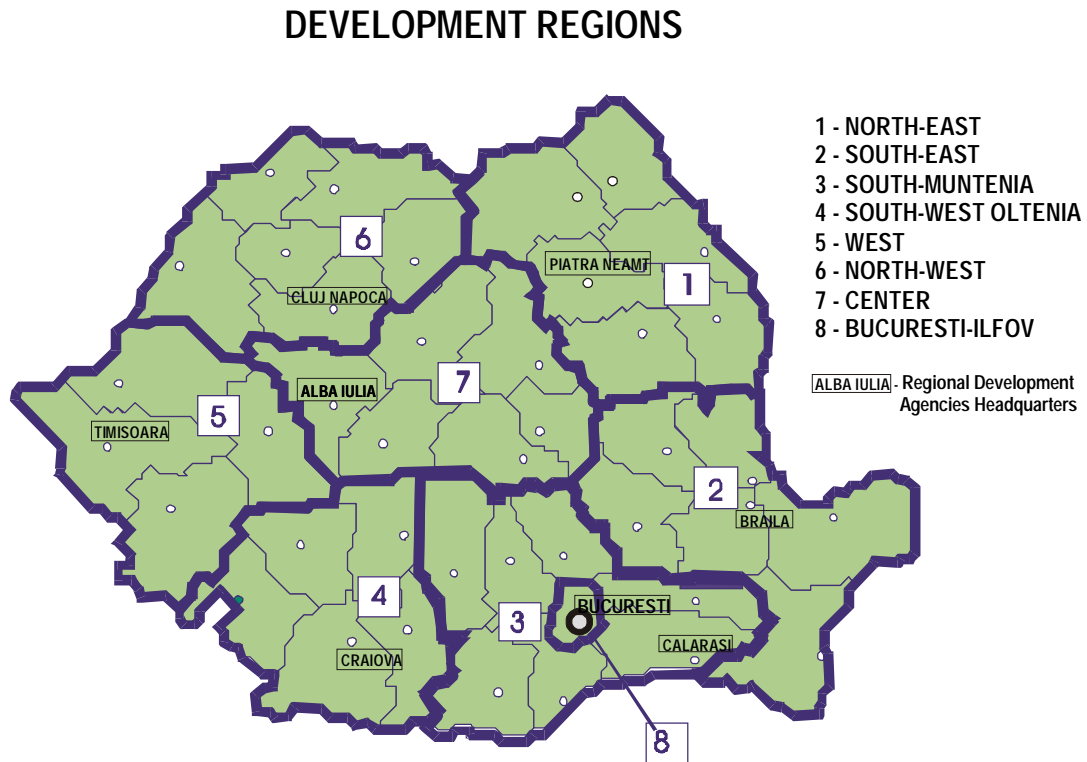 DEVELOPMENT REGIONS
1 - NORTH-EAST
2 - SOUTH-EAST
3 - SOUTH-MUNTENIA
4 - SOUTH-WEST OLTENIA
5 - WEST
6 - NORTH-WEST
7 - CENTER
8 - BUCURESTI-ILFOV
ALBA IULIA - Regional Development
Agencies Headquarters
6
PIATRA NEAMT
1
CLUJ NAPOCA
7
ALBA IULIA
5
TIMISOARA
2
BRAILA
4
BUCURESTI
3
CALARASI
CRAIOVA
8